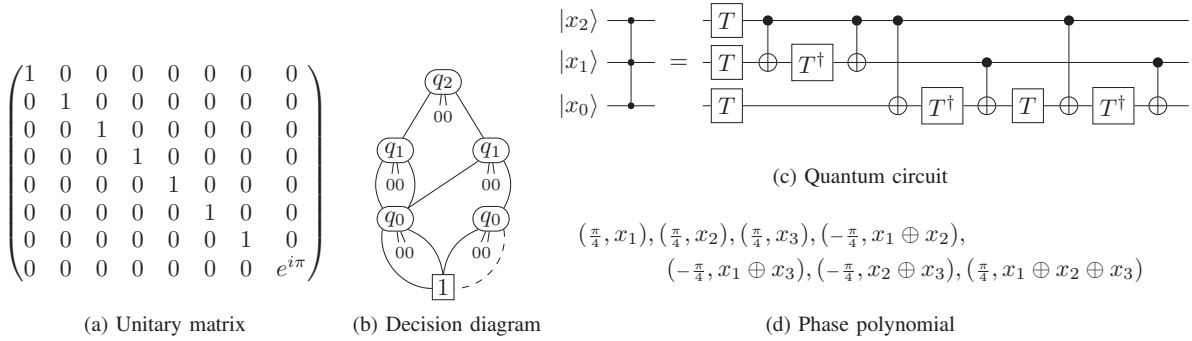 1 0 0 0 0 0 0 0
0 1 0 0 0 0 0 0
0 0 1 0 0 0 0 0
0 0 0 1 0 0 0 0
0 0 0 0 1 0 0 0
0 0 0 0 0 1 0 0
0 0 0 0 0 0 1 0
0 0 0 0 0 0 0 e^{iπ}
(a) Unitary matrix
q₂
00
q₁ q₁
00 00
q₀ q₀
00 00
1
(b) Decision diagram
|x₂⟩ T
|x₁⟩ = T T†
|x₀⟩ T T† T T†
(c) Quantum circuit
(π/4, x₁), (π/4, x₂), (π/4, x₃), (−π/4, x₁ ⊕ x₂),
(−π/4, x₁ ⊕ x₃), (−π/4, x₂ ⊕ x₃), (π/4, x₁ ⊕ x₂ ⊕ x₃)
(d) Phase polynomial